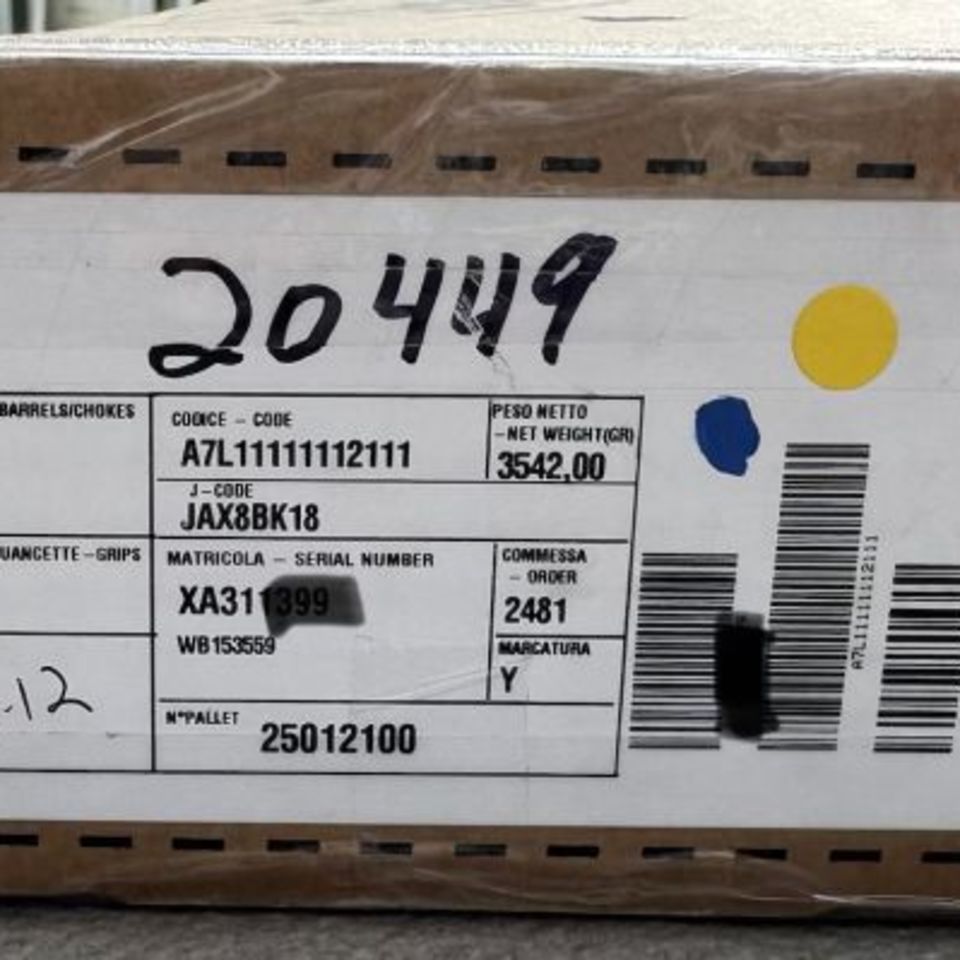 20449
BARRELS/CHOKES
CODICE – CODE
A7L11111112111
PESO NETTO
–NET WEIGHT(GR)
3542,00
J–CODE
JAX8BK18
UANCETTE–GRIPS
MATRICOLA – SERIAL NUMBER
XA311399
WB153559
COMMESSA
– ORDER
2481
MARCATURA
Y
.12
N°PALLET
25012100
A7L11111112111